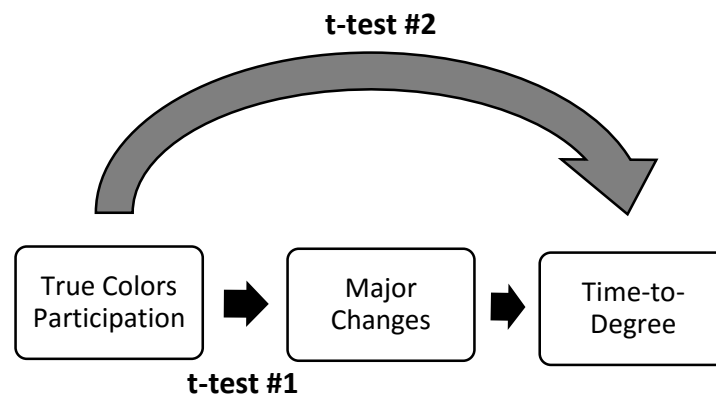 t-test #2
True Colors
Participation
Major
Changes
Time-to-
Degree
t-test #1